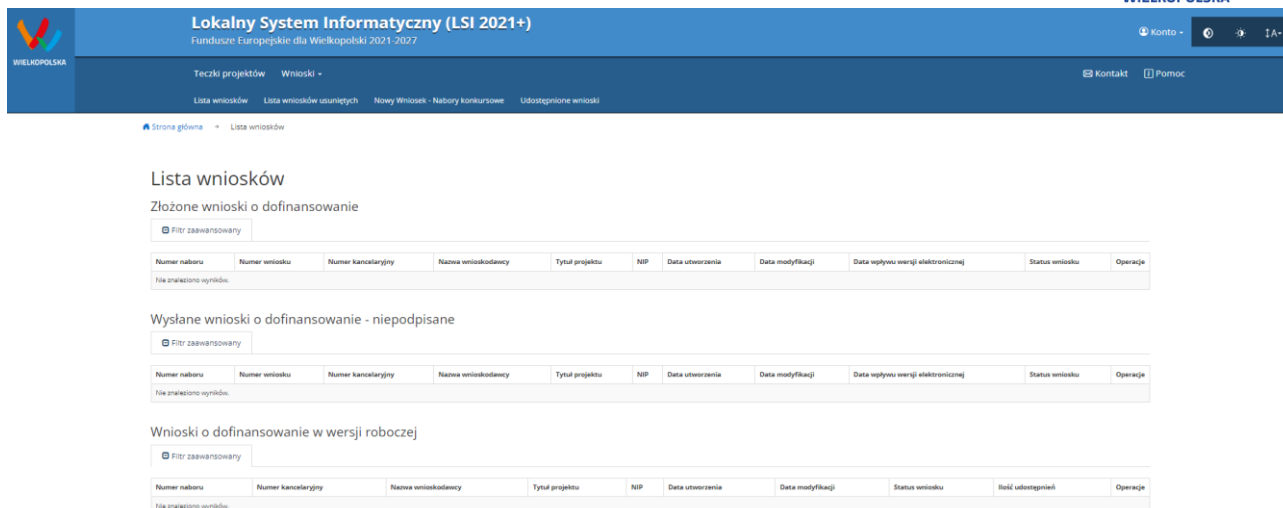 WIELKOPOLSKA
Lokalny System Informatyczny (LSI 2021+)
Fundusze Europejskie dla Wielkopolski 2021-2027
Konto
A
WIELKOPOLSKA
Teczki projektów Wnioski
Kontakt Pomoc
Lista wniosków Lista wniosków usuniętych Nowy Wniosek - Nabory konkursowe Udostępnione wnioski
Strona główna Lista wniosków
Lista wniosków
Złożone wnioski o dofinansowanie
Filtr zaawansowany
Numer naboru Numer wniosku Numer kancelaryjny Nazwa wnioskodawcy Tytuł projektu NIP Data utworzenia Data modyfikacji Data wpływu wersji elektronicznej Status wniosku Operacje
Nie znaleziono wyników.
Wysłane wnioski o dofinansowanie - niepodpisane
Filtr zaawansowany
Numer naboru Numer wniosku Numer kancelaryjny Nazwa wnioskodawcy Tytuł projektu NIP Data utworzenia Data modyfikacji Data wpływu wersji elektronicznej Status wniosku Operacje
Nie znaleziono wyników.
Wnioski o dofinansowanie w wersji roboczej
Filtr zaawansowany
Numer naboru Numer kancelaryjny Nazwa wnioskodawcy Tytuł projektu NIP Data utworzenia Data modyfikacji Status wniosku Ilość udostępnień Operacje
Nie znaleziono wyników.